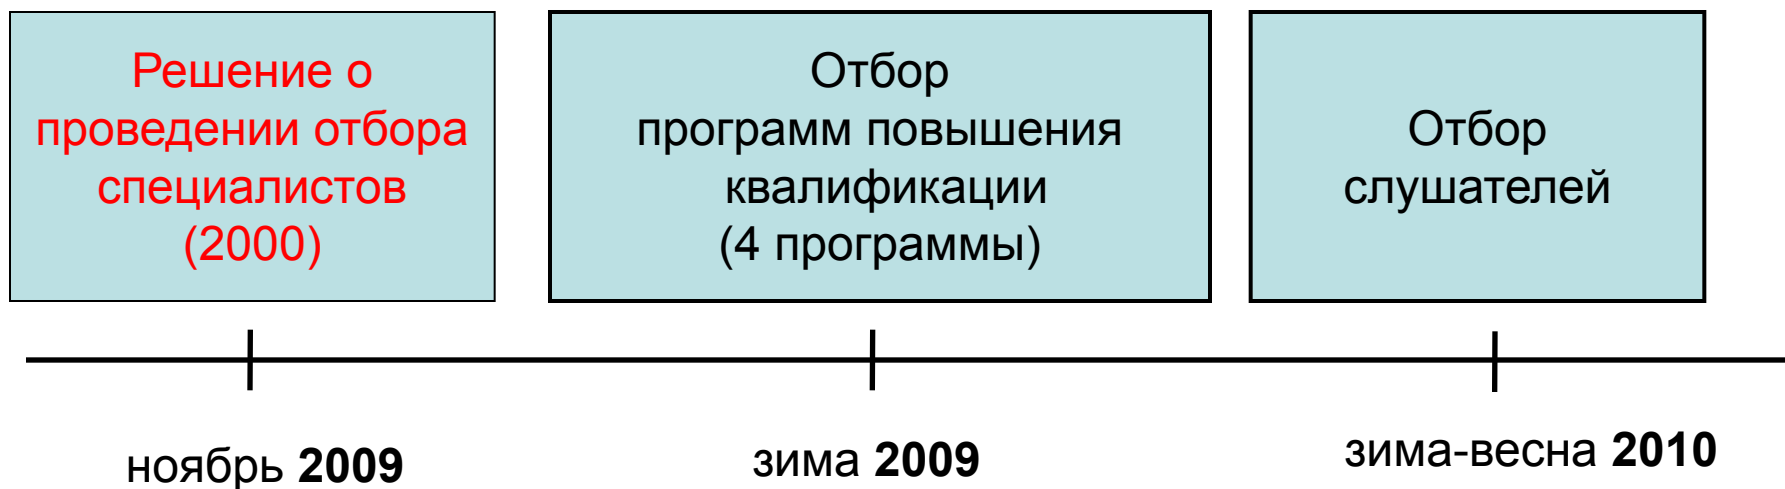 Решение о
проведении отбора
специалистов
(2000)
Отбор
программ повышения
квалификации
(4 программы)
Отбор
слушателей
ноябрь 2009
зима 2009
зима-весна 2010